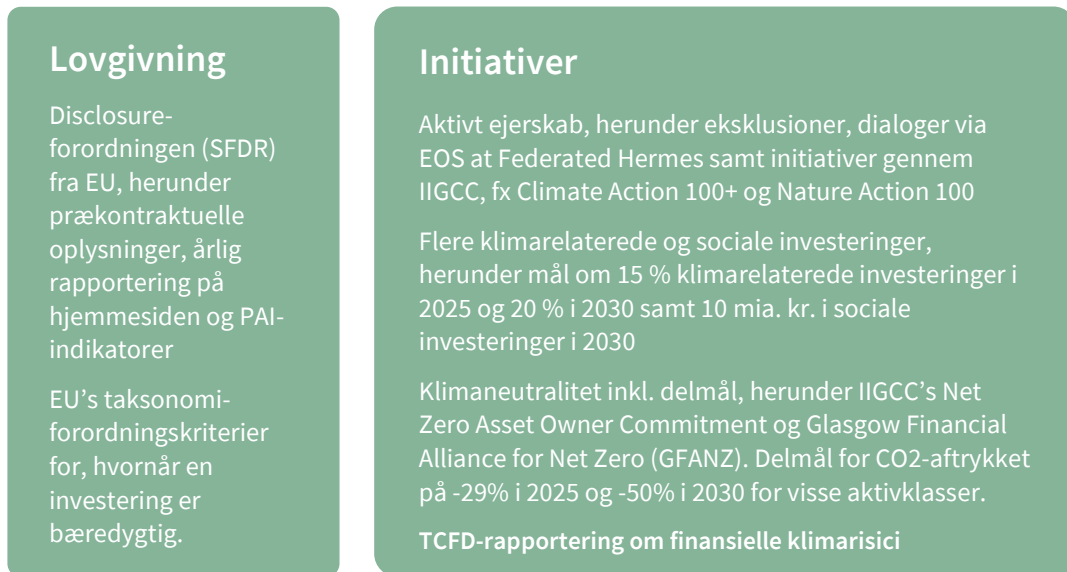 Lovgivning
Disclosure-
forordningen (SFDR)
fra EU, herunder
prækontraktuelle
oplysninger, årlig
rapportering på
hjemmesiden og PAI-
indikatorer
EU's taksonomi-
forordningskriterier
for, hvornår en
investering er
bæredygtig.
Initiativer
Aktivt ejerskab, herunder eksklusioner, dialoger via
EOS at Federated Hermes samt initiativer gennem
IIGCC, fx Climate Action 100+ og Nature Action 100
Flere klimarelaterede og sociale investeringer,
herunder mål om 15 % klimarelaterede investeringer i
2025 og 20 % i 2030 samt 10 mia. kr. i sociale
investeringer i 2030
Klimaneutralitet inkl. delmål, herunder IIGCC's Net
Zero Asset Owner Commitment og Glasgow Financial
Alliance for Net Zero (GFANZ). Delmål for CO2-aftrykket
på -29% i 2025 og -50% i 2030 for visse aktivklasser.
TCFD-rapportering om finansielle klimarisici